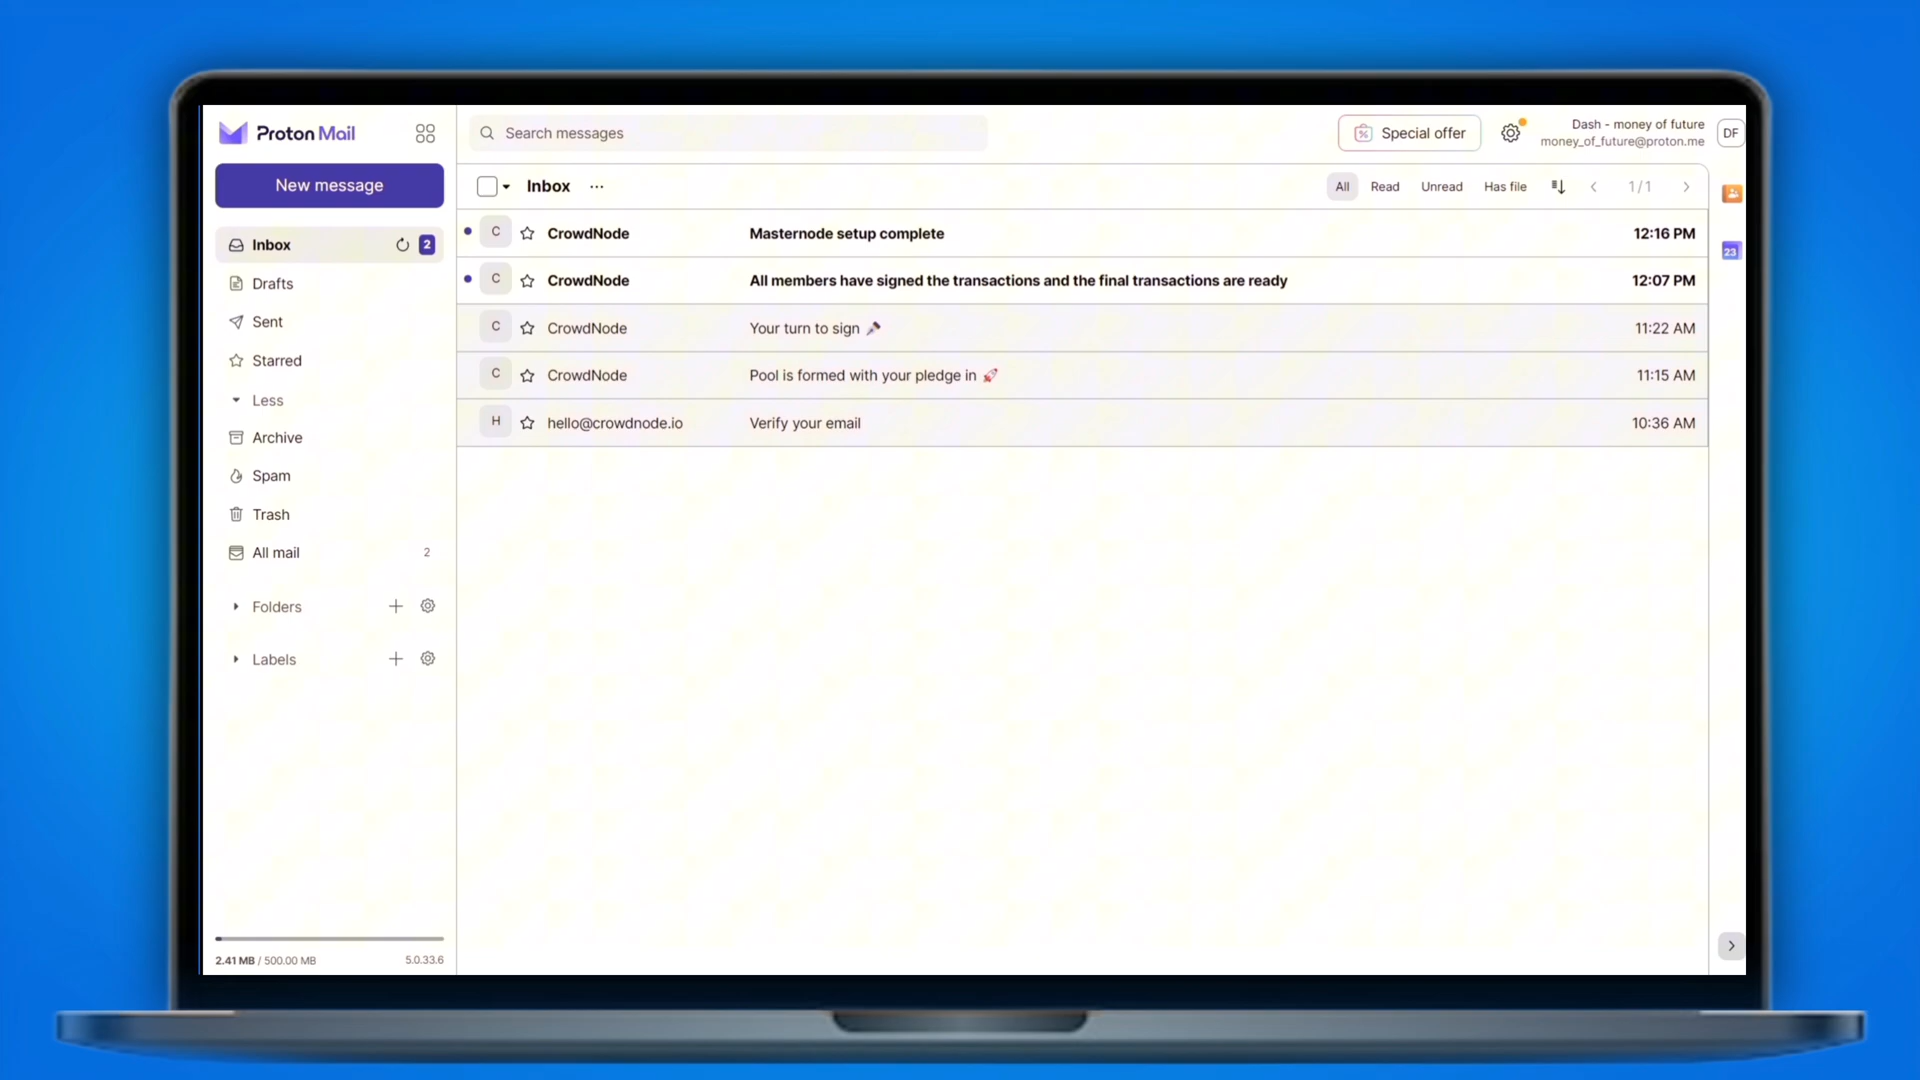 Proton Mail
Search messages
Special offer
Dash - money of future
money_of_future@proton.me
DF
New message
Inbox
All
Read
Unread
Has file
1/1
Inbox
2
Drafts
Sent
Starred
Less
Archive
Spam
Trash
All mail
2
Folders
Labels
C
CrowdNode
Masternode setup complete
12:16 PM
C
CrowdNode
All members have signed the transactions and the final transactions are ready
12:07 PM
C
CrowdNode
Your turn to sign
11:22 AM
C
CrowdNode
Pool is formed with your pledge in
11:15 AM
H
hello@crowdnode.io
Verify your email
10:36 AM
23
2.41 MB / 500.00 MB
5.0.33.6